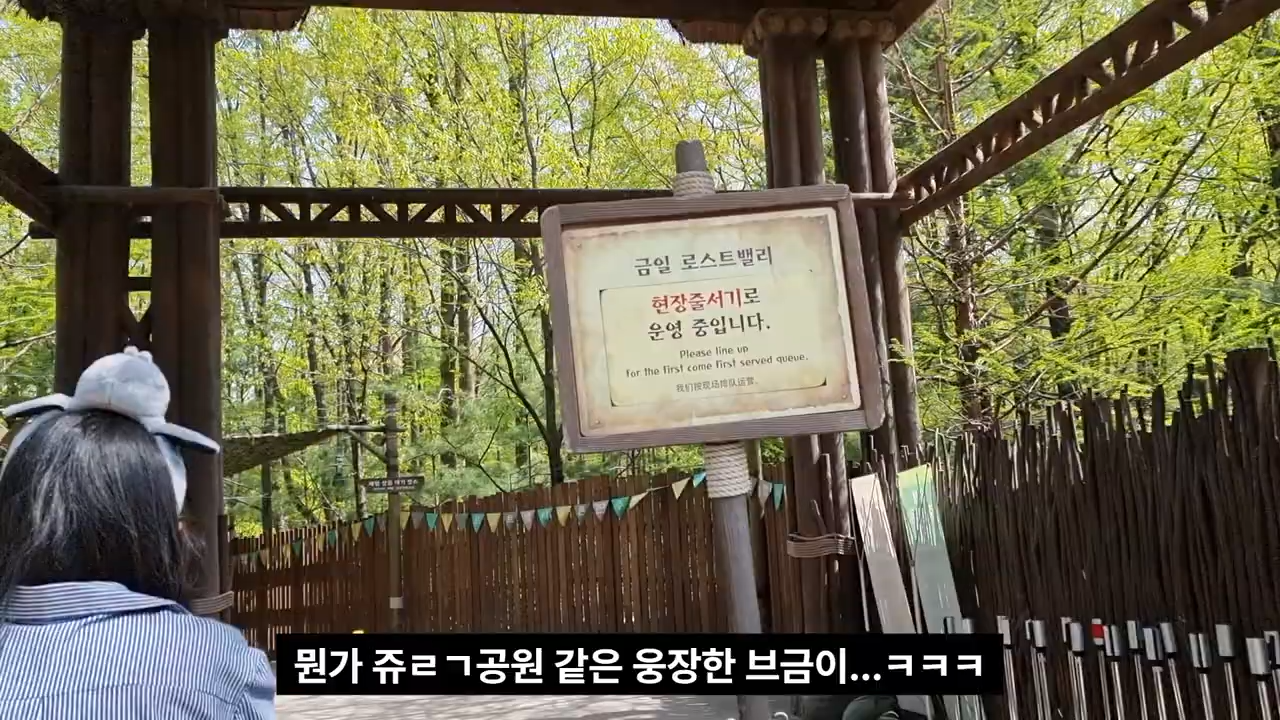 금일 로스트밸리
현장줄서기로
운영 중입니다.
Please line up
for the first come first served queue.
我们按现场排队运营。
뭔가 쥬ㄹㄱ공원 같은 웅장한 브금이...ㅋㅋㅋ